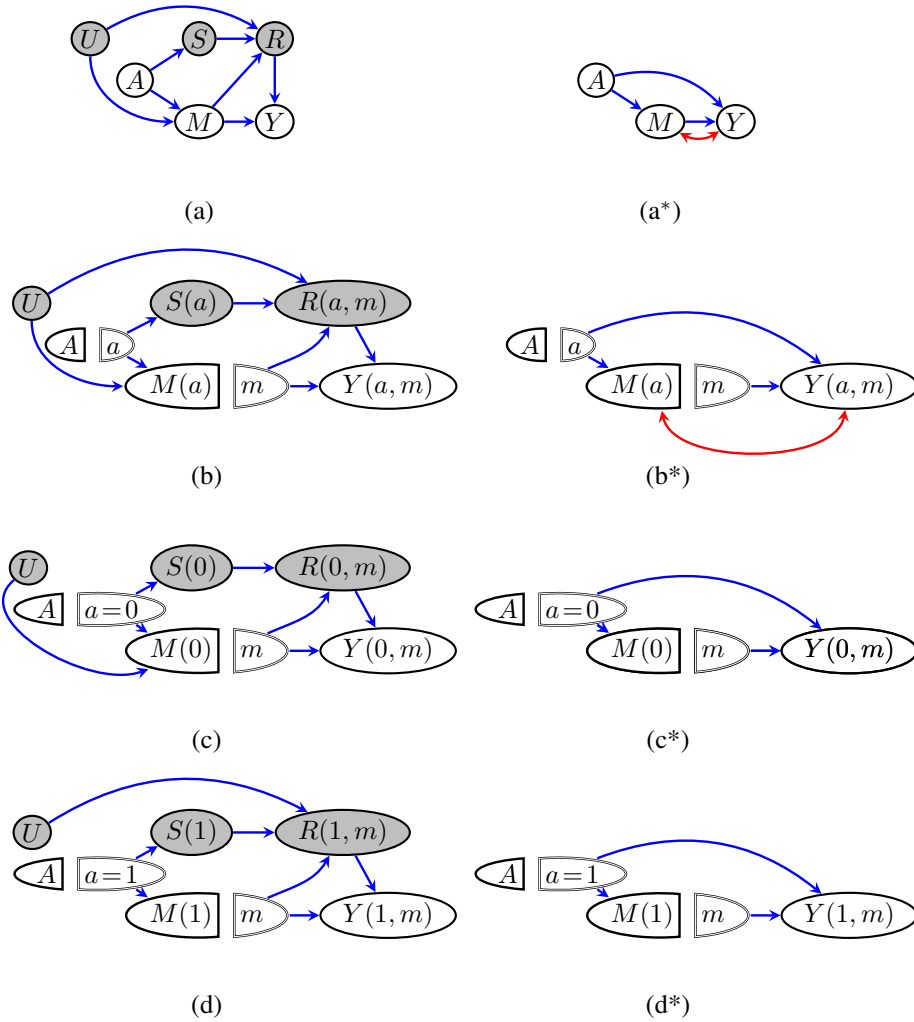 U S R
A
M Y
(a)
A
M Y
(a*)
U S(a) R(a, m)
A a
M(a) m Y(a, m)
(b)
A a
M(a) m Y(a, m)
(b*)
U S(0) R(0, m)
A a=0
M(0) m Y(0, m)
(c)
A a=0
M(0) m Y(0, m)
(c*)
U S(1) R(1, m)
A a=1
M(1) m Y(1, m)
(d)
A a=1
M(1) m Y(1, m)
(d*)